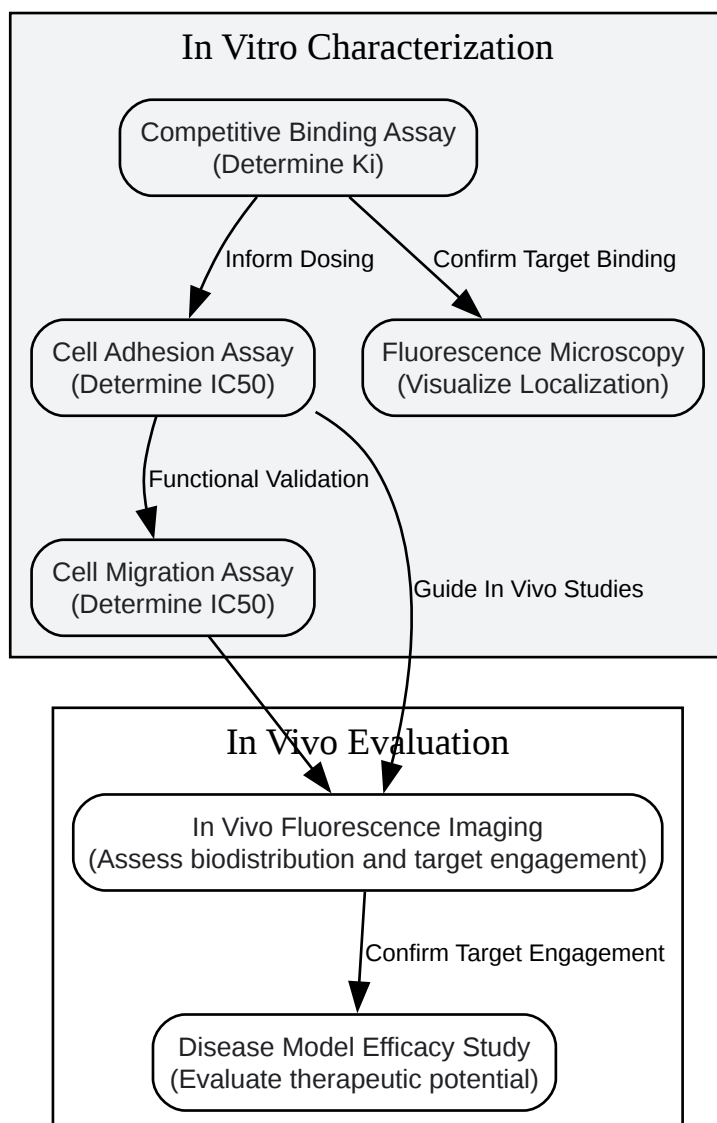 In Vitro Characterization
Competitive Binding Assay
(Determine Ki)
Inform Dosing
Confirm Target Binding
Cell Adhesion Assay
(Determine IC50)
Fluorescence Microscopy
(Visualize Localization)
Functional Validation
Cell Migration Assay
(Determine IC50)
Guide In Vivo Studies
In Vivo Evaluation
In Vivo Fluorescence Imaging
(Assess biodistribution and target engagement)
Confirm Target Engagement
Disease Model Efficacy Study
(Evaluate therapeutic potential)